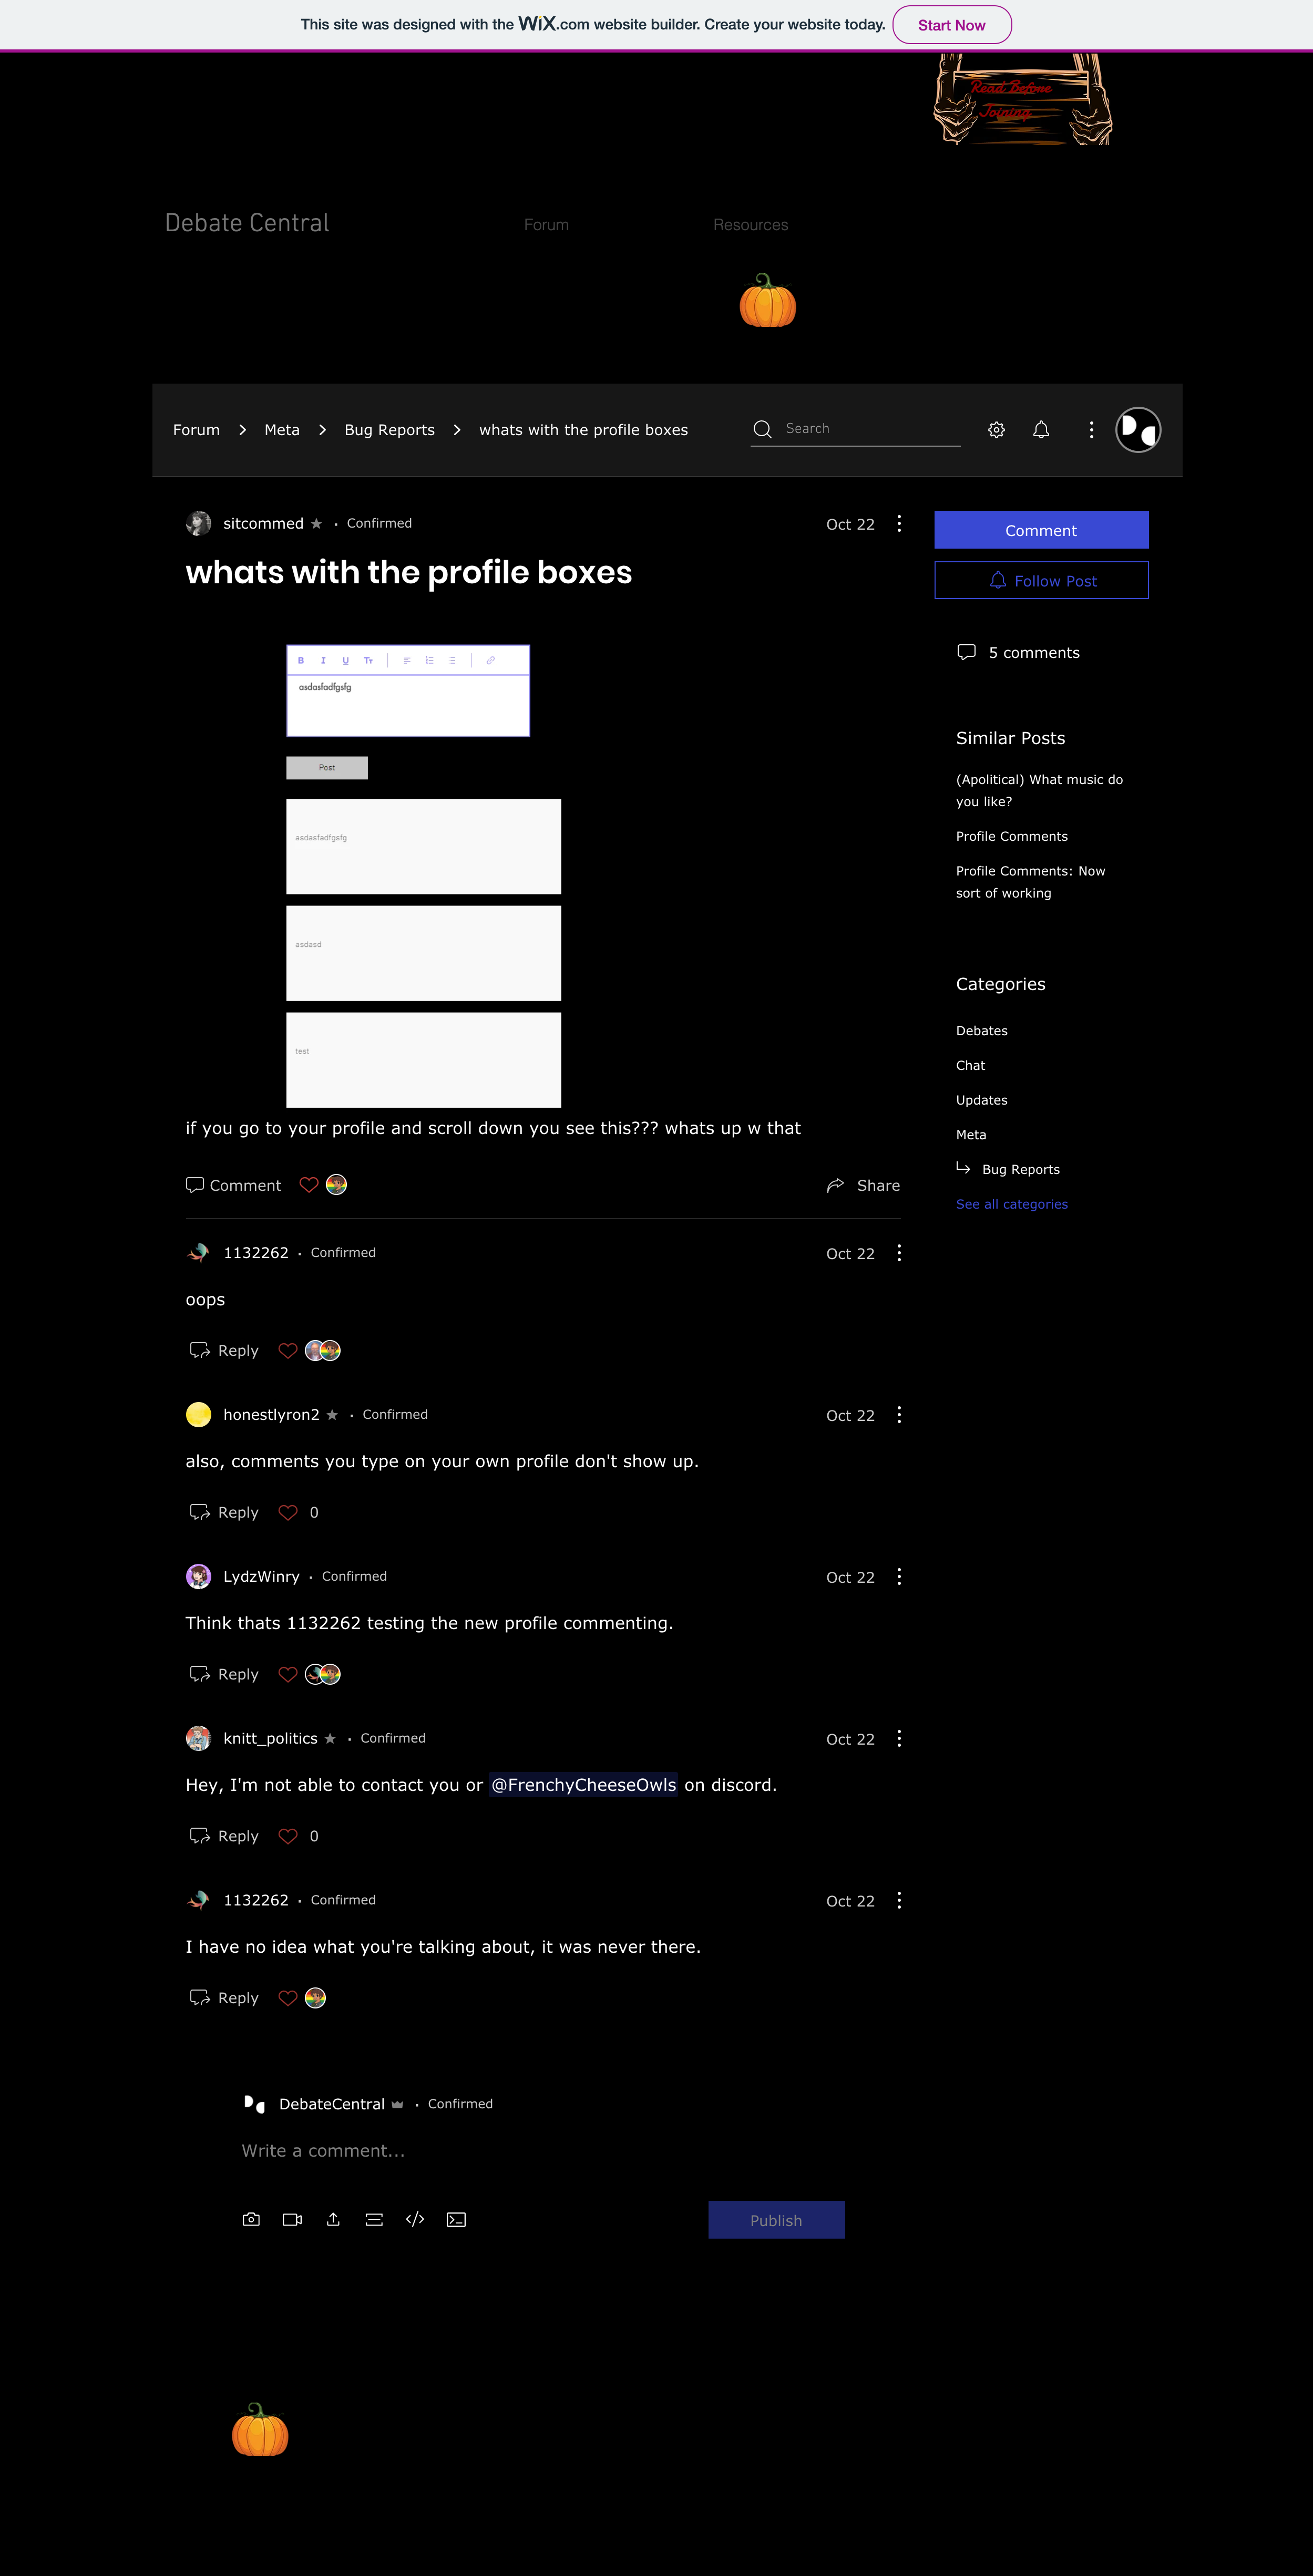 This site was designed with the WiX.com website builder. Create your website today. Start Now
Read Before
Joining
Debate Central Forum Resources
Forum > Meta > Bug Reports > whats with the profile boxes Search
sitcommed • Confirmed Oct 22
whats with the profile boxes
B I U TT
asdasfadfgsfg
Post
asdasfadfgsfg
asdasd
test
if you go to your profile and scroll down you see this??? whats up w that
Comment Share
1132262 • Confirmed Oct 22
oops
Reply
honestlyron2 • Confirmed Oct 22
also, comments you type on your own profile don't show up.
Reply 0
LydzWinry • Confirmed Oct 22
Think thats 1132262 testing the new profile commenting.
Reply
knitt_politics • Confirmed Oct 22
Hey, I'm not able to contact you or @FrenchyCheeseOwls on discord.
Reply 0
1132262 • Confirmed Oct 22
I have no idea what you're talking about, it was never there.
Reply
DebateCentral • Confirmed
Write a comment...
Publish
Comment
Follow Post
5 comments
Similar Posts
(Apolitical) What music do
you like?
Profile Comments
Profile Comments: Now
sort of working
Categories
Debates
Chat
Updates
Meta
Bug Reports
See all categories